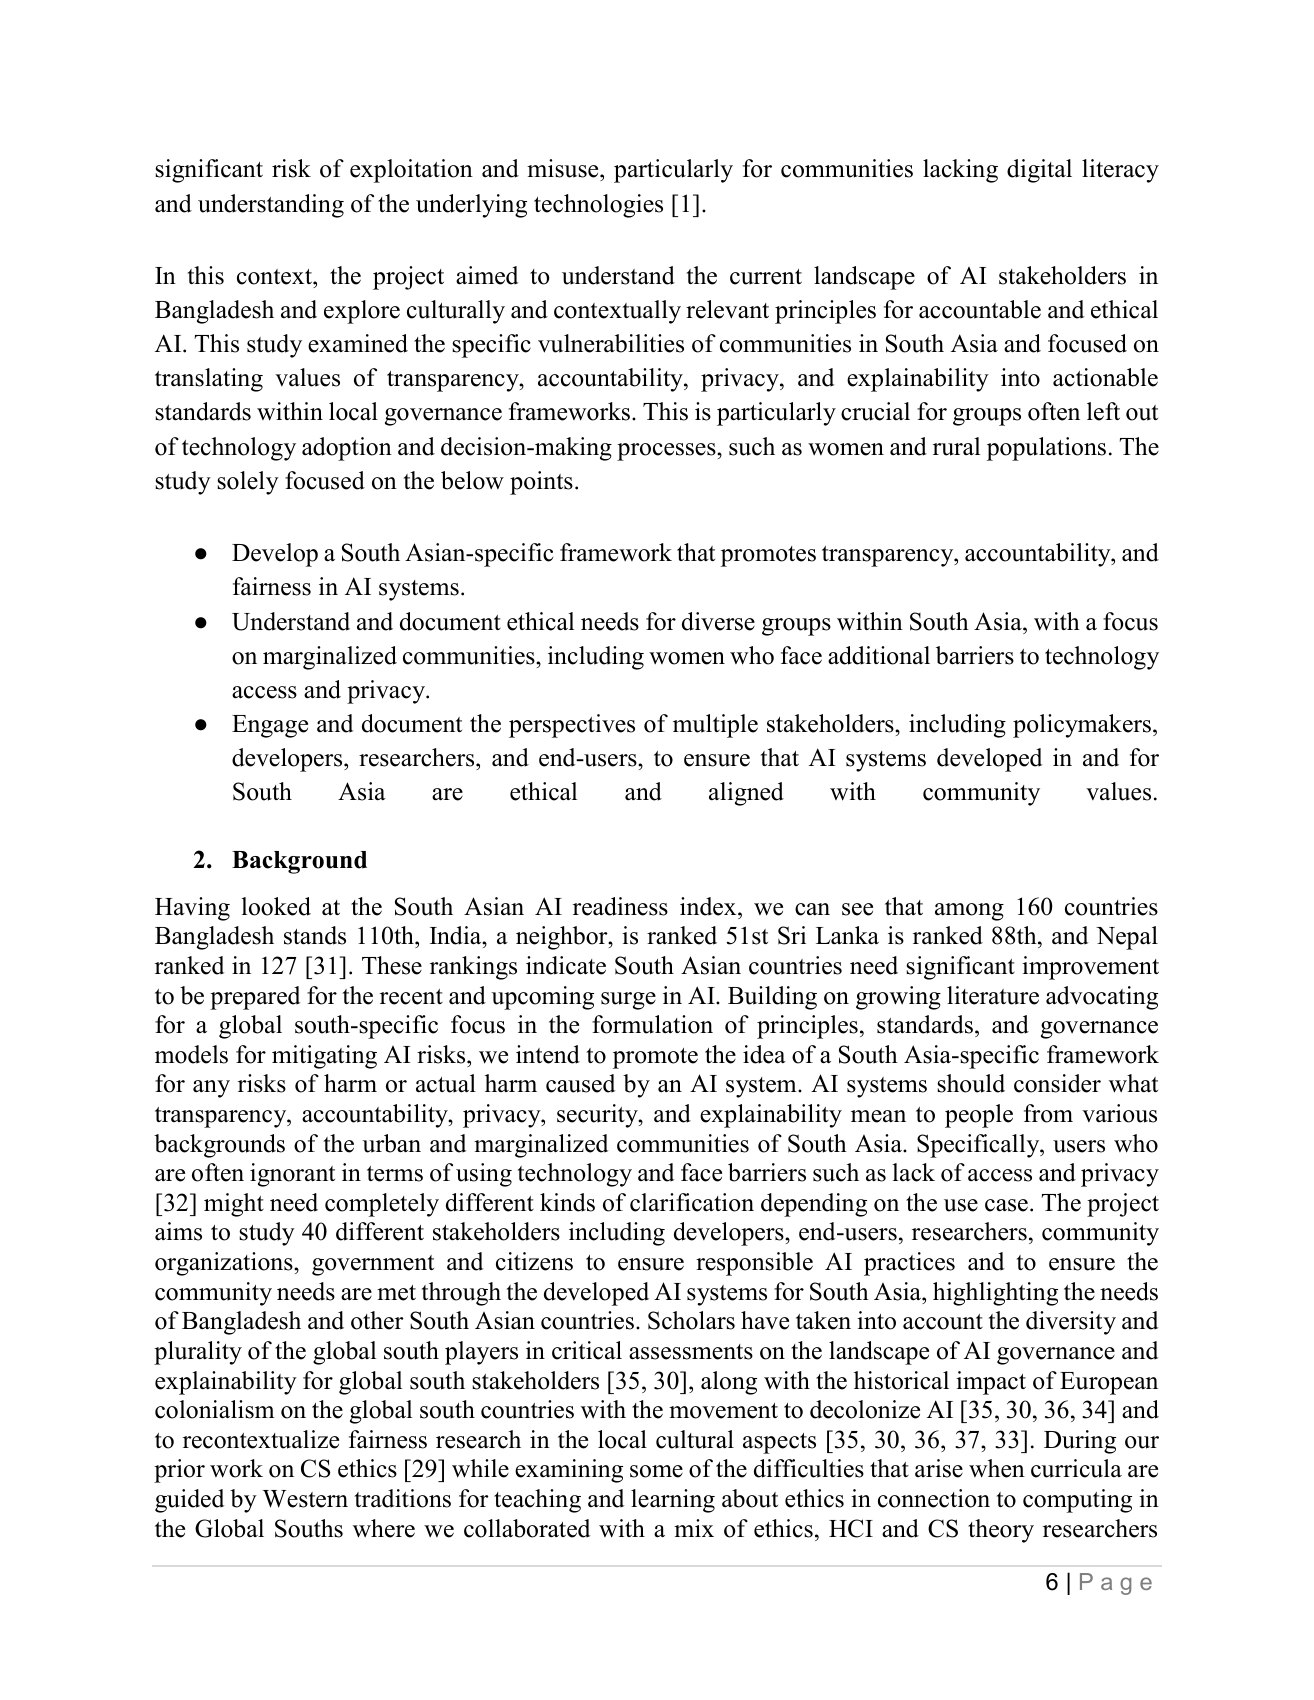 significant risk of exploitation and misuse, particularly for communities lacking digital literacy
and understanding of the underlying technologies [1].
In this context, the project aimed to understand the current landscape of AI stakeholders in
Bangladesh and explore culturally and contextually relevant principles for accountable and ethical
AI. This study examined the specific vulnerabilities of communities in South Asia and focused on
translating values of transparency, accountability, privacy, and explainability into actionable
standards within local governance frameworks. This is particularly crucial for groups often left out
of technology adoption and decision-making processes, such as women and rural populations. The
study solely focused on the below points.
● Develop a South Asian-specific framework that promotes transparency, accountability, and
fairness in AI systems.
● Understand and document ethical needs for diverse groups within South Asia, with a focus
on marginalized communities, including women who face additional barriers to technology
access and privacy.
● Engage and document the perspectives of multiple stakeholders, including policymakers,
developers, researchers, and end-users, to ensure that AI systems developed in and for
South Asia are ethical and aligned with community values.
2. Background
Having looked at the South Asian AI readiness index, we can see that among 160 countries
Bangladesh stands 110th, India, a neighbor, is ranked 51st Sri Lanka is ranked 88th, and Nepal
ranked in 127 [31]. These rankings indicate South Asian countries need significant improvement
to be prepared for the recent and upcoming surge in AI. Building on growing literature advocating
for a global south-specific focus in the formulation of principles, standards, and governance
models for mitigating AI risks, we intend to promote the idea of a South Asia-specific framework
for any risks of harm or actual harm caused by an AI system. AI systems should consider what
transparency, accountability, privacy, security, and explainability mean to people from various
backgrounds of the urban and marginalized communities of South Asia. Specifically, users who
are often ignorant in terms of using technology and face barriers such as lack of access and privacy
[32] might need completely different kinds of clarification depending on the use case. The project
aims to study 40 different stakeholders including developers, end-users, researchers, community
organizations, government and citizens to ensure responsible AI practices and to ensure the
community needs are met through the developed AI systems for South Asia, highlighting the needs
of Bangladesh and other South Asian countries. Scholars have taken into account the diversity and
plurality of the global south players in critical assessments on the landscape of AI governance and
explainability for global south stakeholders [35, 30], along with the historical impact of European
colonialism on the global south countries with the movement to decolonize AI [35, 30, 36, 34] and
to recontextualize fairness research in the local cultural aspects [35, 30, 36, 37, 33]. During our
prior work on CS ethics [29] while examining some of the difficulties that arise when curricula are
guided by Western traditions for teaching and learning about ethics in connection to computing in
the Global Souths where we collaborated with a mix of ethics, HCI and CS theory researchers
6 | Page